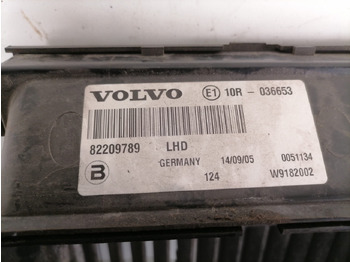 VOLVO E1 10R - 036653
82209789 LHD
B GERMANY 14/09/05 0051134
124 W9182002